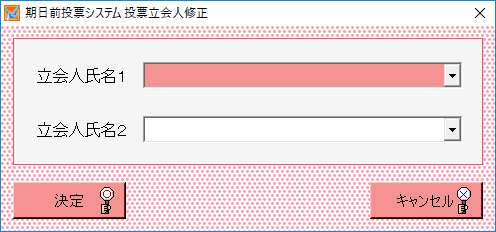 期日前投票システム 投票立会人修正
立会人氏名1
立会人氏名2
決定
キャンセル